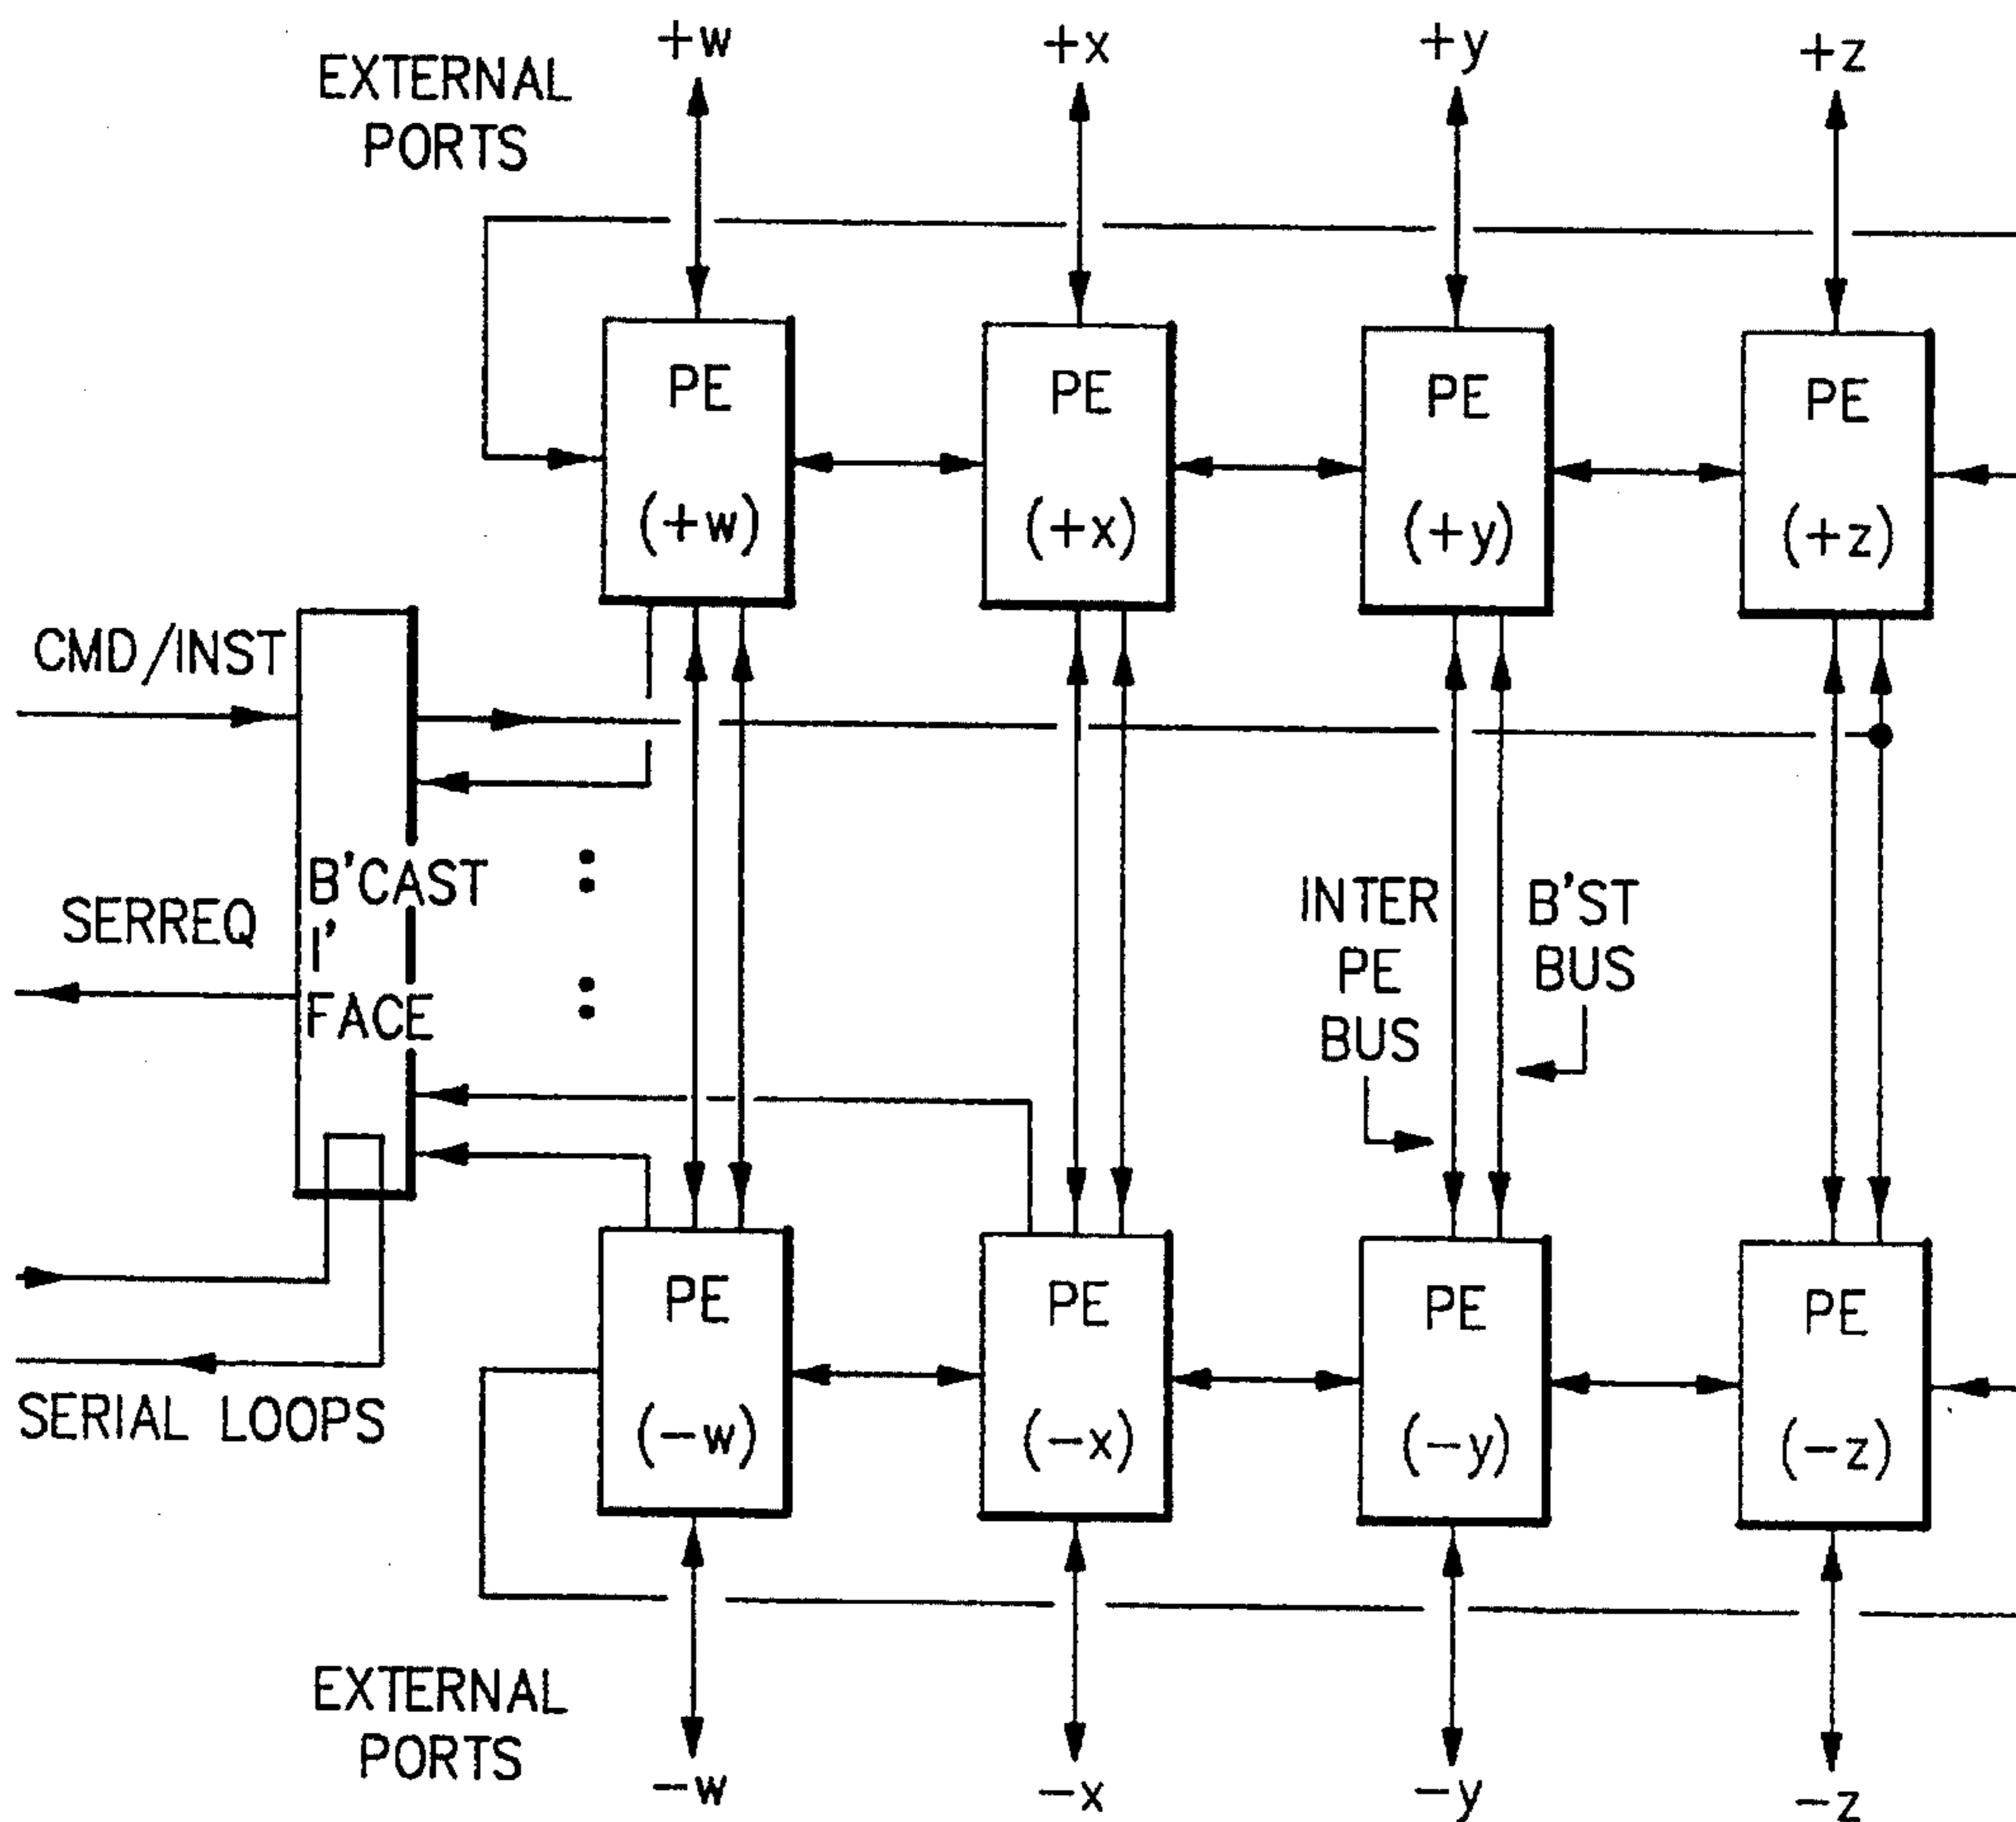 +w
+x
+y
+z
EXTERNAL
PORTS
PE
(+w)
PE
(+x)
PE
(+y)
PE
(+z)
CMD/INST
B'CAST
I'
FACE
SERREQ
INTER
PE
BUS
B'ST
BUS
SERIAL LOOPS
PE
(-w)
PE
(-x)
PE
(-y)
PE
(-z)
EXTERNAL
PORTS
-w
-x
-y
-z